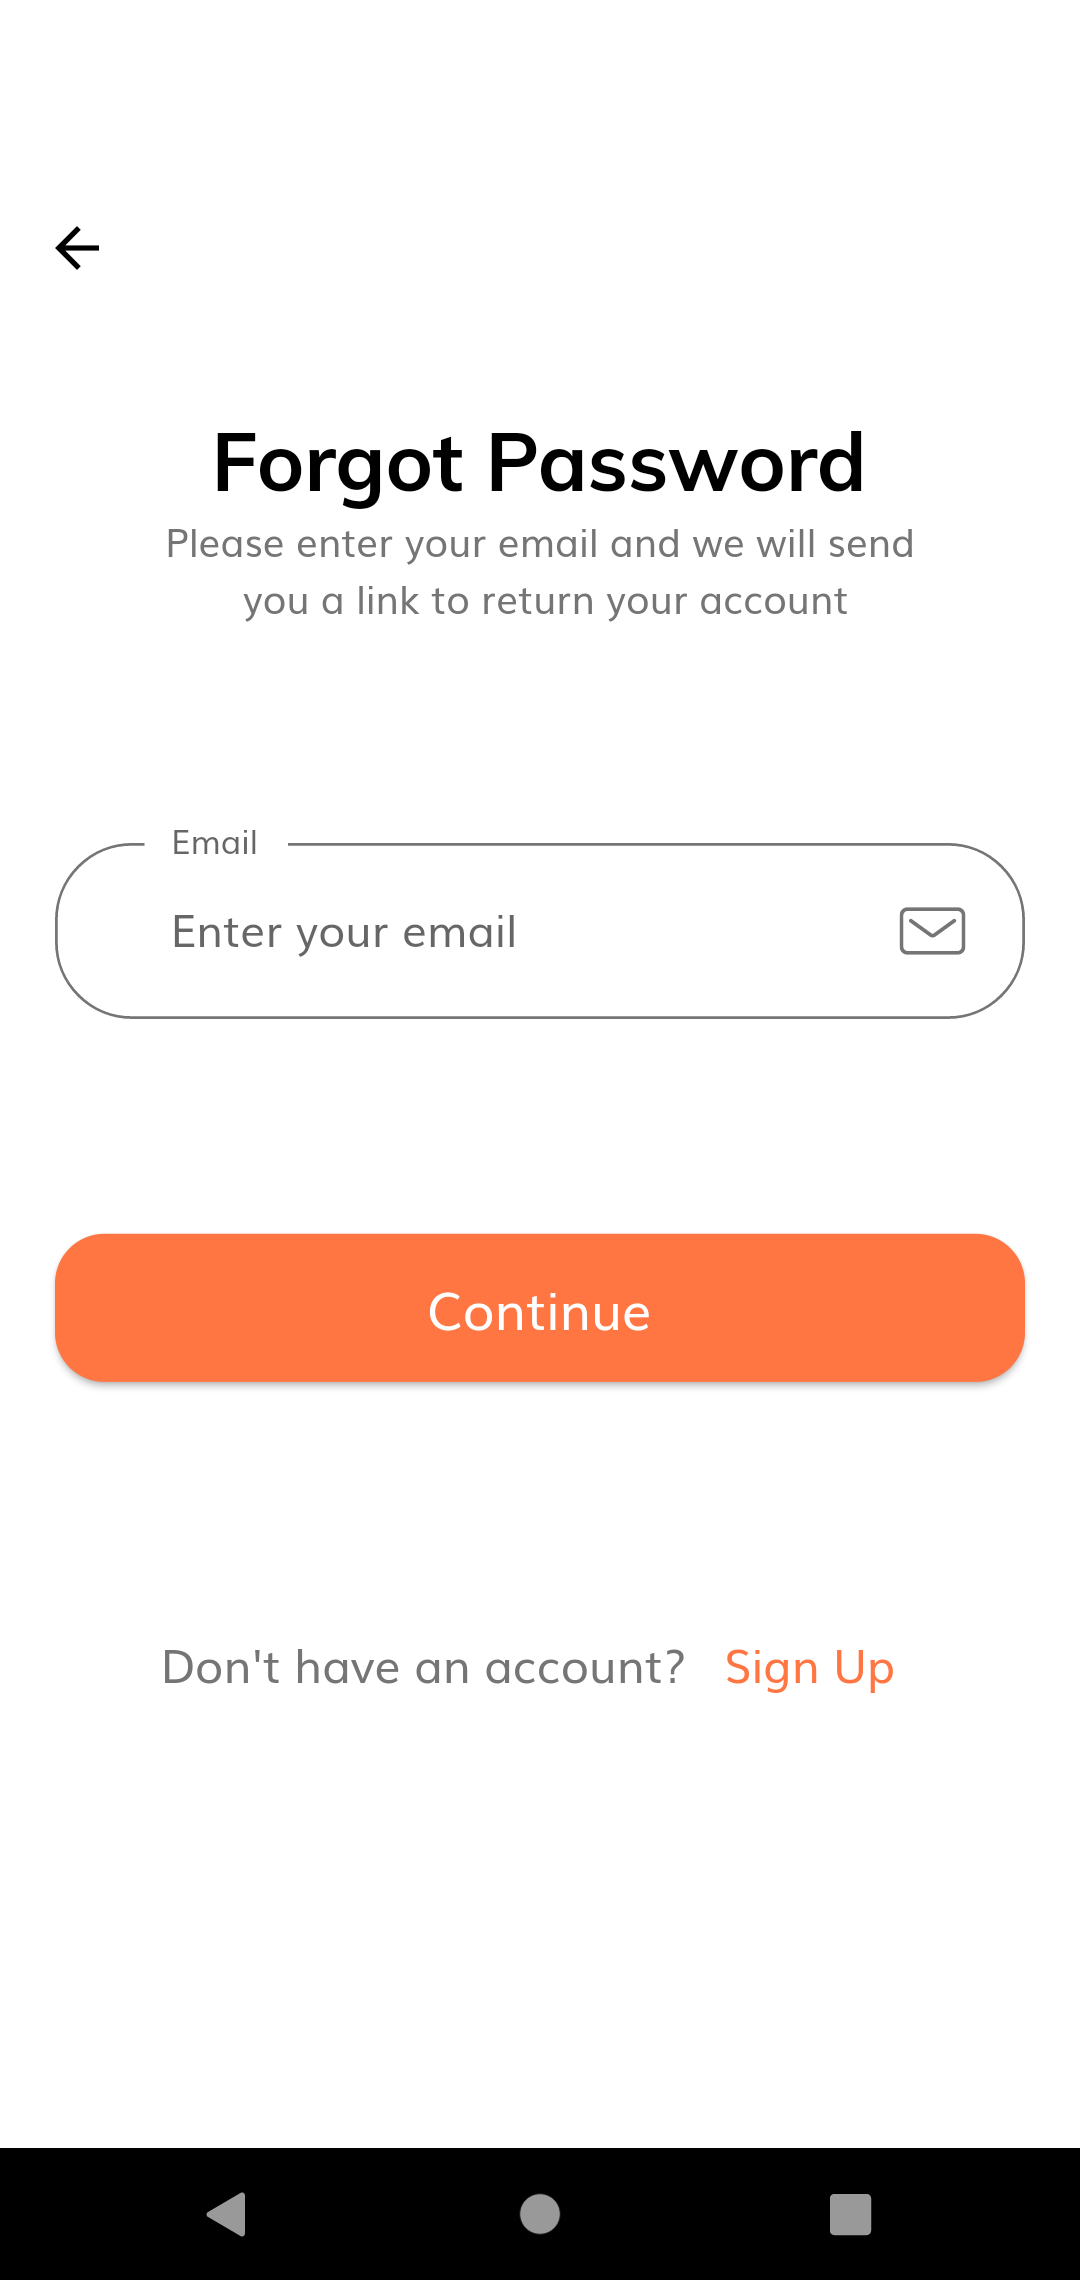 Forgot Password
Please enter your email and we will send
you a link to return your account
Email
Enter your email
Continue
Don't have an account? Sign Up